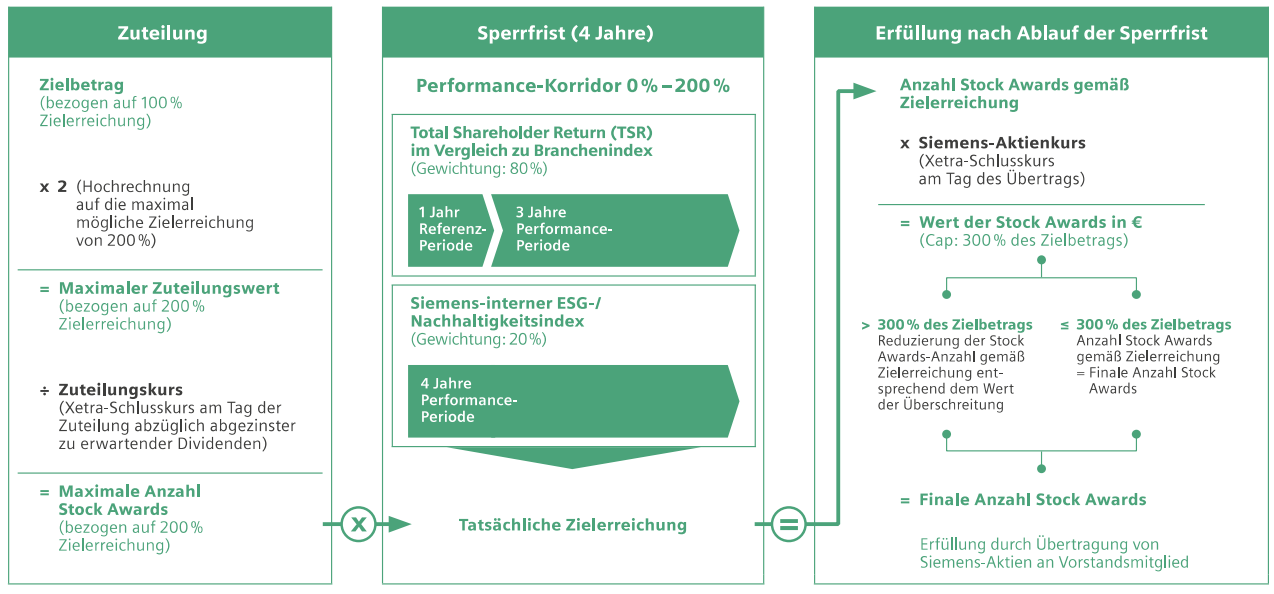 Zuteilung
Zielbetrag
(bezogen auf 100 %
Zielerreichung)
x 2 (Hochrechnung
auf die maximal
mögliche Zielerreichung
von 200 %)
= Maximaler Zuteilungswert
(bezogen auf 200 %
Zielerreichung)
÷ Zuteilungskurs
(Xetra-Schlusskurs am Tag der
Zuteilung abzüglich abgezinster
zu erwartender Dividenden)
= Maximale Anzahl
Stock Awards
(bezogen auf 200 %
Zielerreichung)
x
Sperrfrist (4 Jahre)
Performance-Korridor 0 % – 200 %
Total Shareholder Return (TSR)
im Vergleich zu Branchenindex
(Gewichtung: 80 %)
1 Jahr
Referenz-
Periode
3 Jahre
Performance-
Periode
Siemens-interner ESG-/
Nachhaltigkeitsindex
(Gewichtung: 20 %)
4 Jahre
Performance-
Periode
Tatsächliche Zielerreichung
=
Erfüllung nach Ablauf der Sperrfrist
Anzahl Stock Awards gemäß
Zielerreichung
x Siemens-Aktienkurs
(Xetra-Schlusskurs
am Tag des Übertrags)
= Wert der Stock Awards in €
(Cap: 300 % des Zielbetrags)
> 300 % des Zielbetrags
Reduzierung der Stock
Awards-Anzahl gemäß
Zielerreichung ent-
sprechend dem Wert
der Überschreitung
≤ 300 % des Zielbetrags
Anzahl Stock Awards
gemäß Zielerreichung
= Finale Anzahl Stock
Awards
= Finale Anzahl Stock Awards
Erfüllung durch Übertragung von
Siemens-Aktien an Vorstandsmitglied